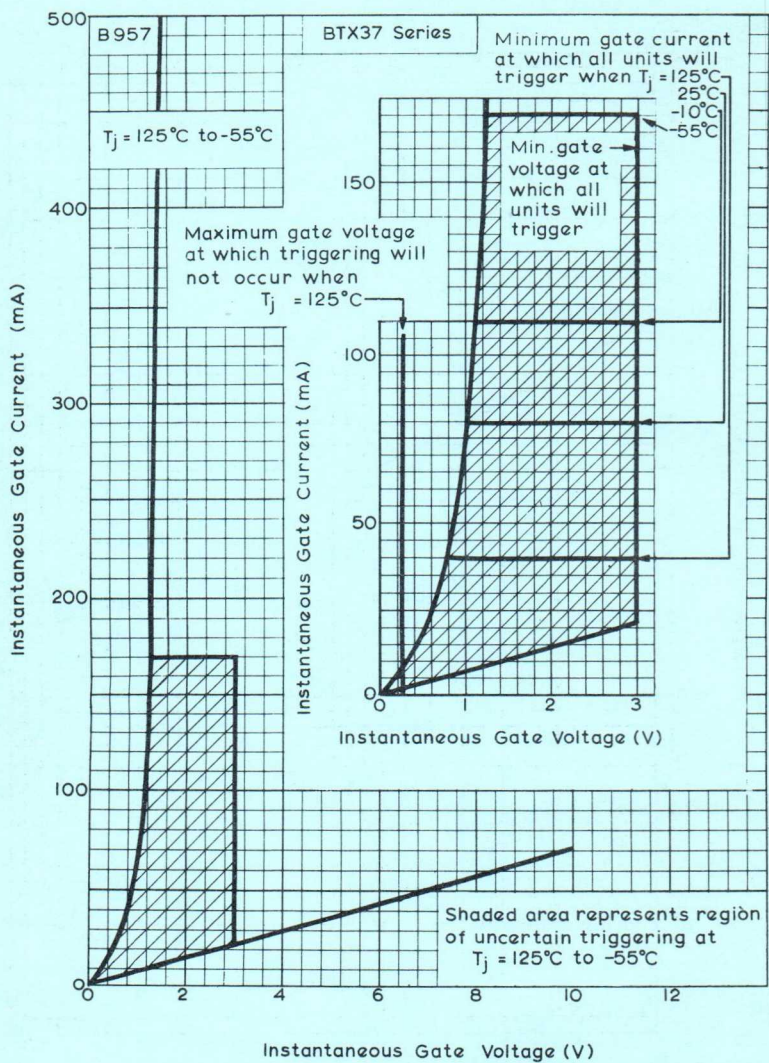 500
B957
BTX37 Series
Minimum gate current
at which all units will
trigger when Tj = 125°C
25°C
-10°C
-55°C
Tj = 125°C to -55°C
Min. gate
voltage at
which all
units will
trigger
150
400
Maximum gate voltage
at which triggering will
not occur when
Tj = 125°C
100
300
50
200
0
0
1
2
3
Instantaneous Gate Current (mA)
Instantaneous Gate Voltage (V)
100
Shaded area represents region
of uncertain triggering at
Tj = 125°C to -55°C
0
0
2
4
6
8
10
12
Instantaneous Gate Current (mA)
Instantaneous Gate Voltage (V)